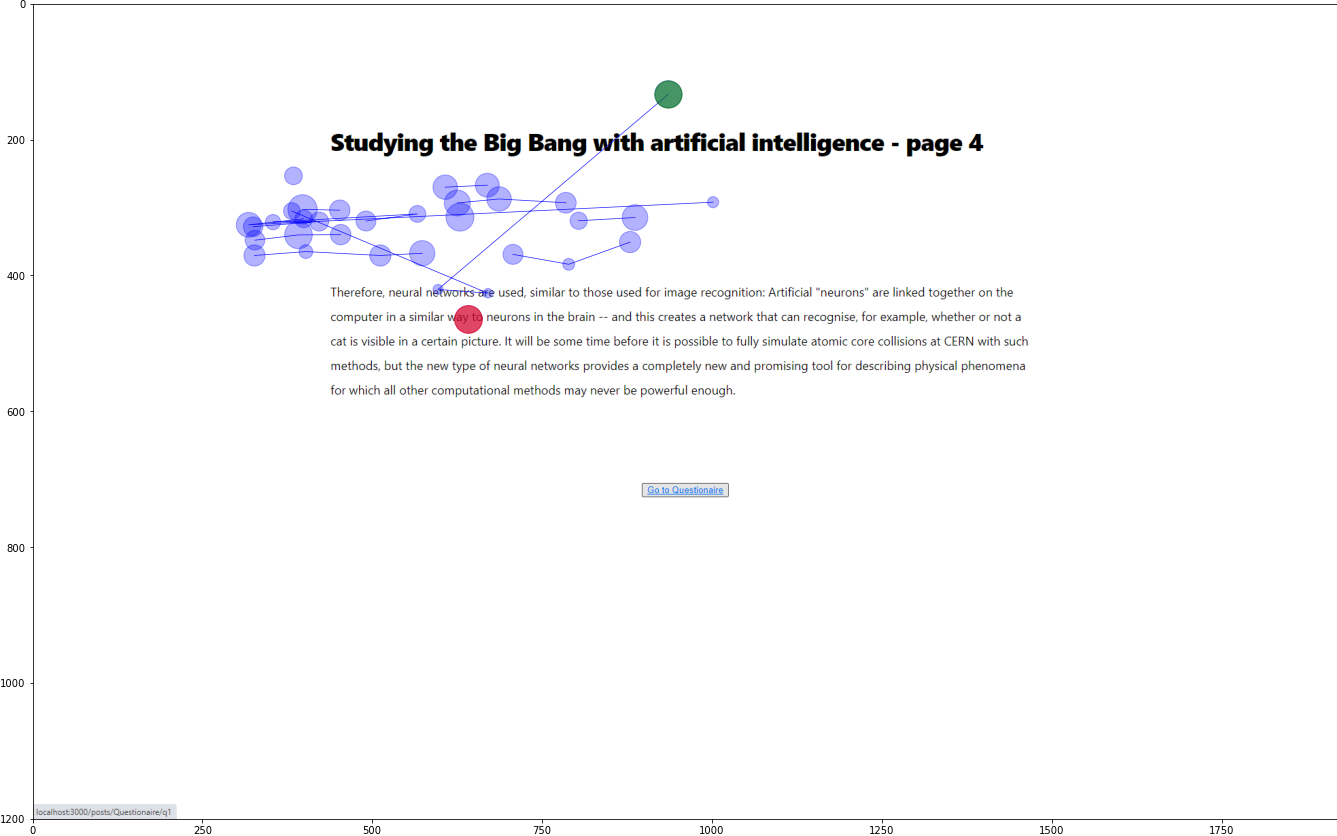 0
200
Studying the Big Bang with artificial intelligence - page 4
400
Therefore, neural networks are used, similar to those used for image recognition: Artificial "neurons" are linked together on the
computer in a similar way to neurons in the brain -- and this creates a network that can recognise, for example, whether or not a
cat is visible in a certain picture. It will be some time before it is possible to fully simulate atomic core collisions at CERN with such
methods, but the new type of neural networks provides a completely new and promising tool for describing physical phenomena
for which all other computational methods may never be powerful enough.
600
Go to Questionaire
800
1000
localhost:3000/posts/Questionaire/q1
1200
0 250 500 750 1000 1250 1500 1750